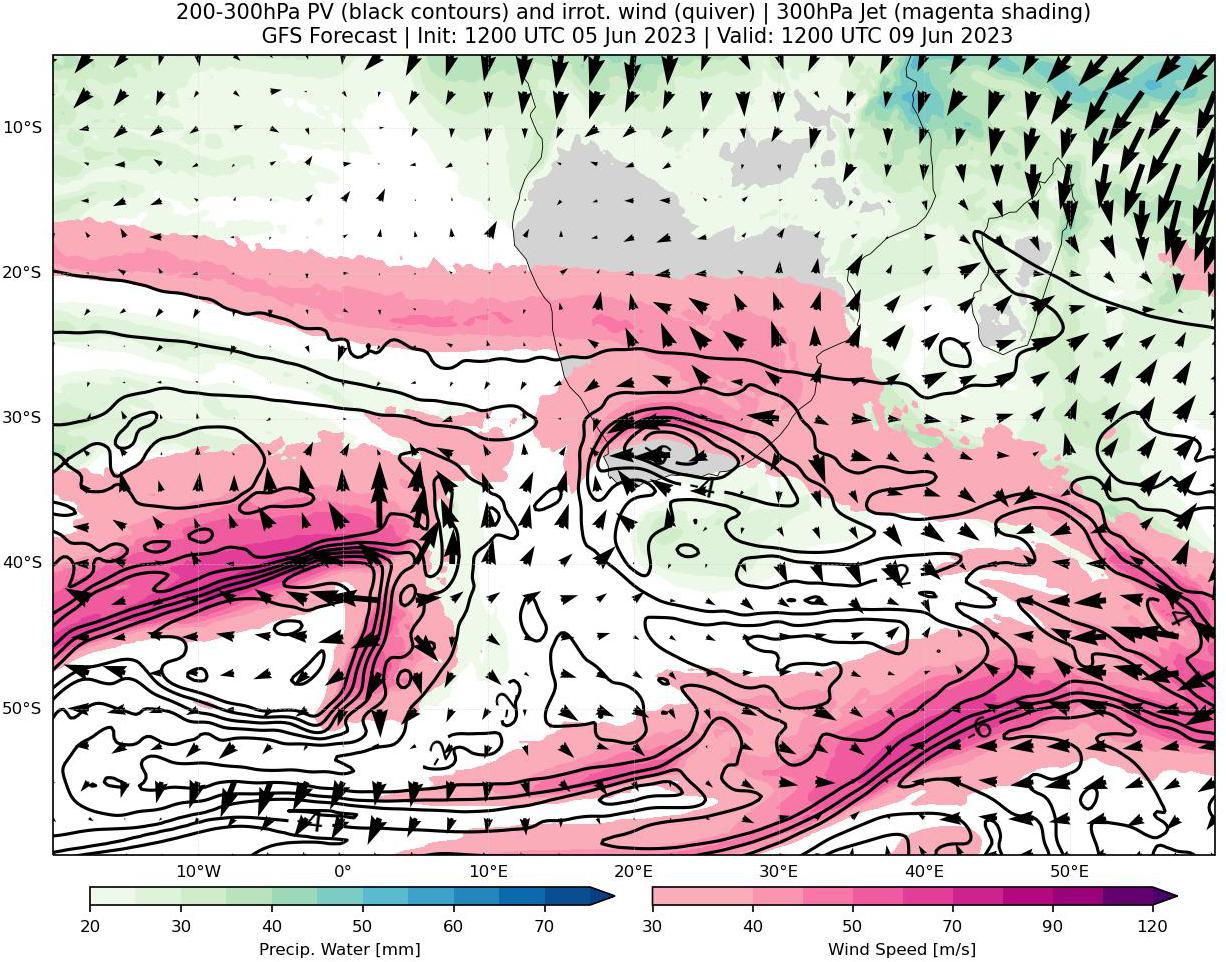 200-300hPa PV (black contours) and irrot. wind (quiver) | 300hPa Jet (magenta shading)
GFS Forecast | Init: 1200 UTC 05 Jun 2023 | Valid: 1200 UTC 09 Jun 2023
10°S
20°S
30°S
40°S
50°S
-4
-2
-4
-2
-2
-6
-4
10°W 0° 10°E 20°E 30°E 40°E 50°E
20 30 40 50 60 70
30 40 50 70 90 120
Precip. Water [mm] Wind Speed [m/s]